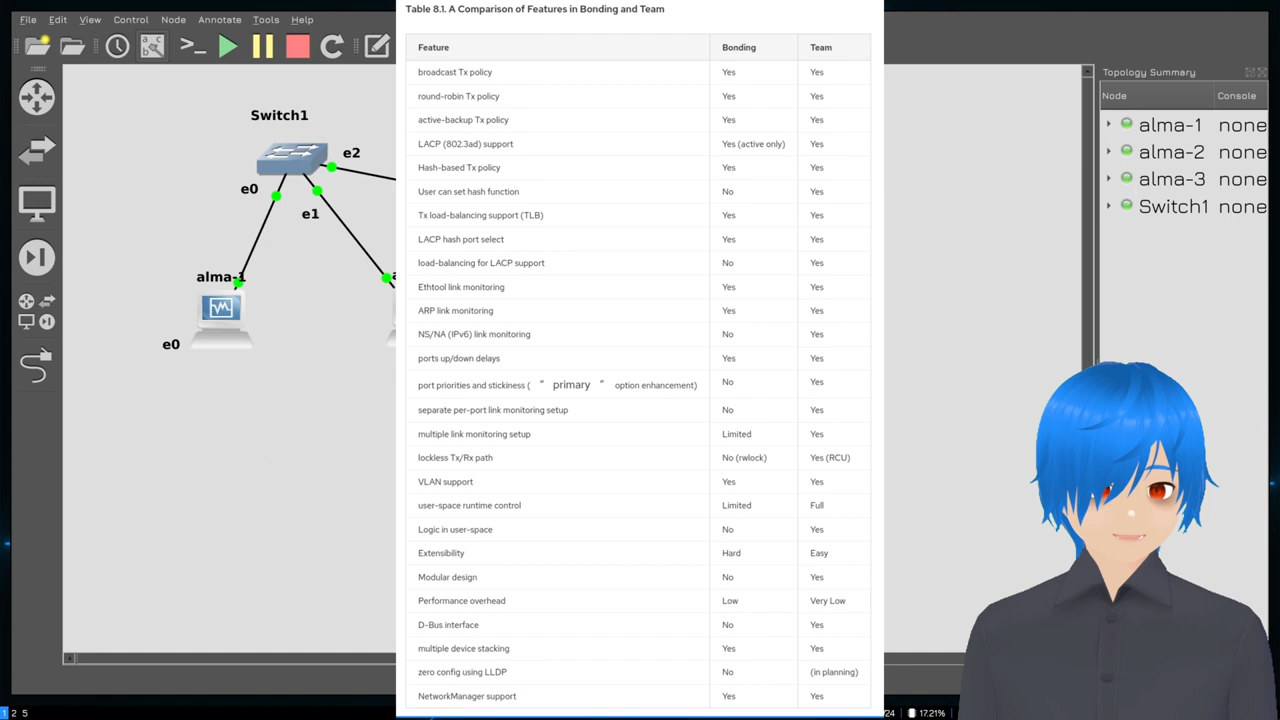 File Edit View Control Node Annotate Tools Help
Table 8.1. A Comparison of Features in Bonding and Team
Feature Bonding Team
broadcast Tx policy Yes Yes
round-robin Tx policy Yes Yes
active-backup Tx policy Yes Yes
LACP (802.3ad) support Yes (active only) Yes
Hash-based Tx policy Yes Yes
User can set hash function No Yes
Tx load-balancing support (TLB) Yes Yes
LACP hash port select Yes Yes
load-balancing for LACP support No Yes
Ethtool link monitoring Yes Yes
ARP link monitoring Yes Yes
NS/NA (IPv6) link monitoring No Yes
ports up/down delays Yes Yes
port priorities and stickiness ( “ primary ” option enhancement) No Yes
separate per-port link monitoring setup No Yes
multiple link monitoring setup Limited Yes
lockless Tx/Rx path No (rwlock) Yes (RCU)
VLAN support Yes Yes
user-space runtime control Limited Full
Logic in user-space No Yes
Extensibility Hard Easy
Modular design No Yes
Performance overhead Low Very Low
D-Bus interface No Yes
multiple device stacking Yes Yes
zero config using LLDP No (in planning)
NetworkManager support Yes Yes
Switch1
e2
e0
e1
alma-1
e0
Topology Summary
Node Console
alma-1 none
alma-2 none
alma-3 none
Switch1 none
1 2 5
/24 17.21%